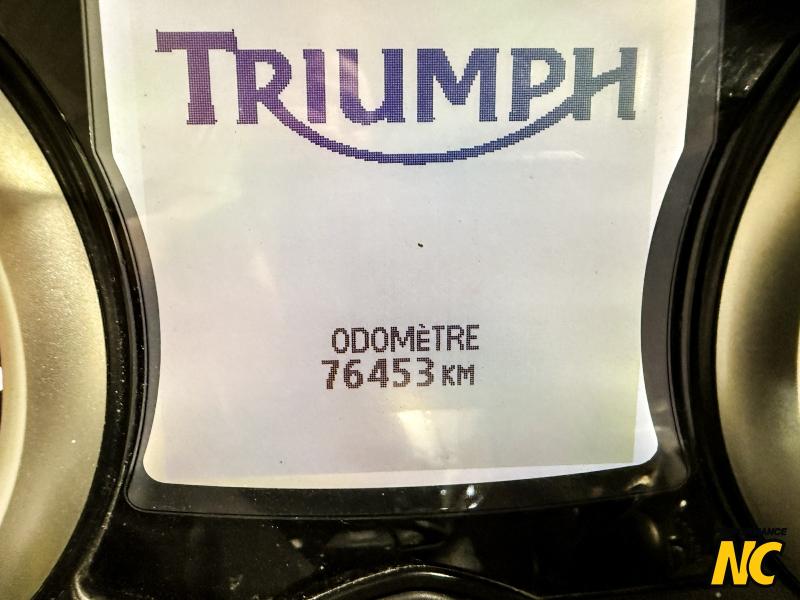 TRIUMPH
ODOMÈTRE
76453 KM
NC